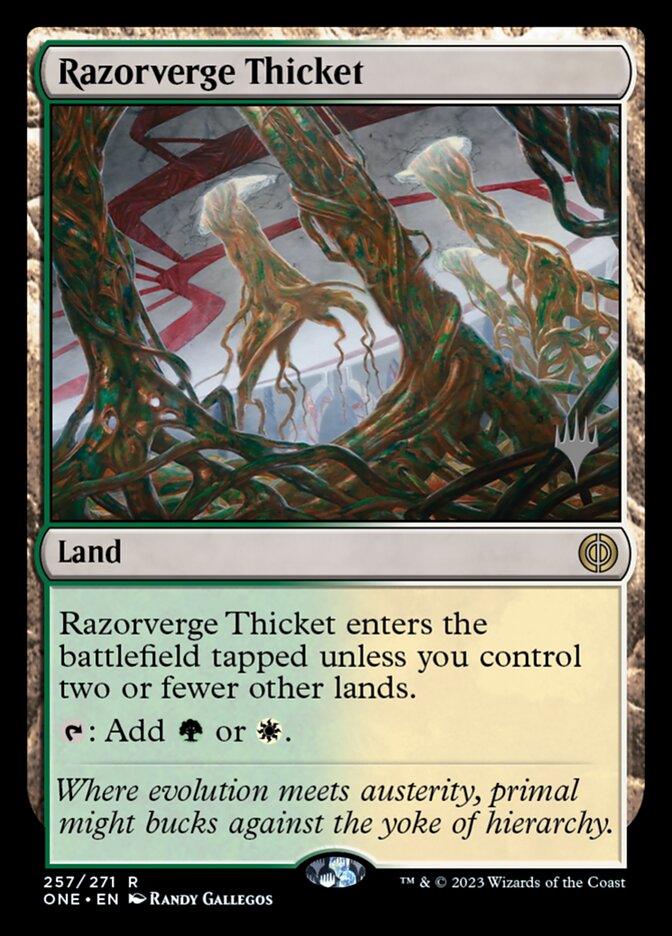 Razorverge Thicket
Land
Razorverge Thicket enters the
battlefield tapped unless you control
two or fewer other lands.
: Add or .
Where evolution meets austerity, primal
might bucks against the yoke of hierarchy.
257/271 R
ONE • EN Randy Gallegos
™ & © 2023 Wizards of the Coast